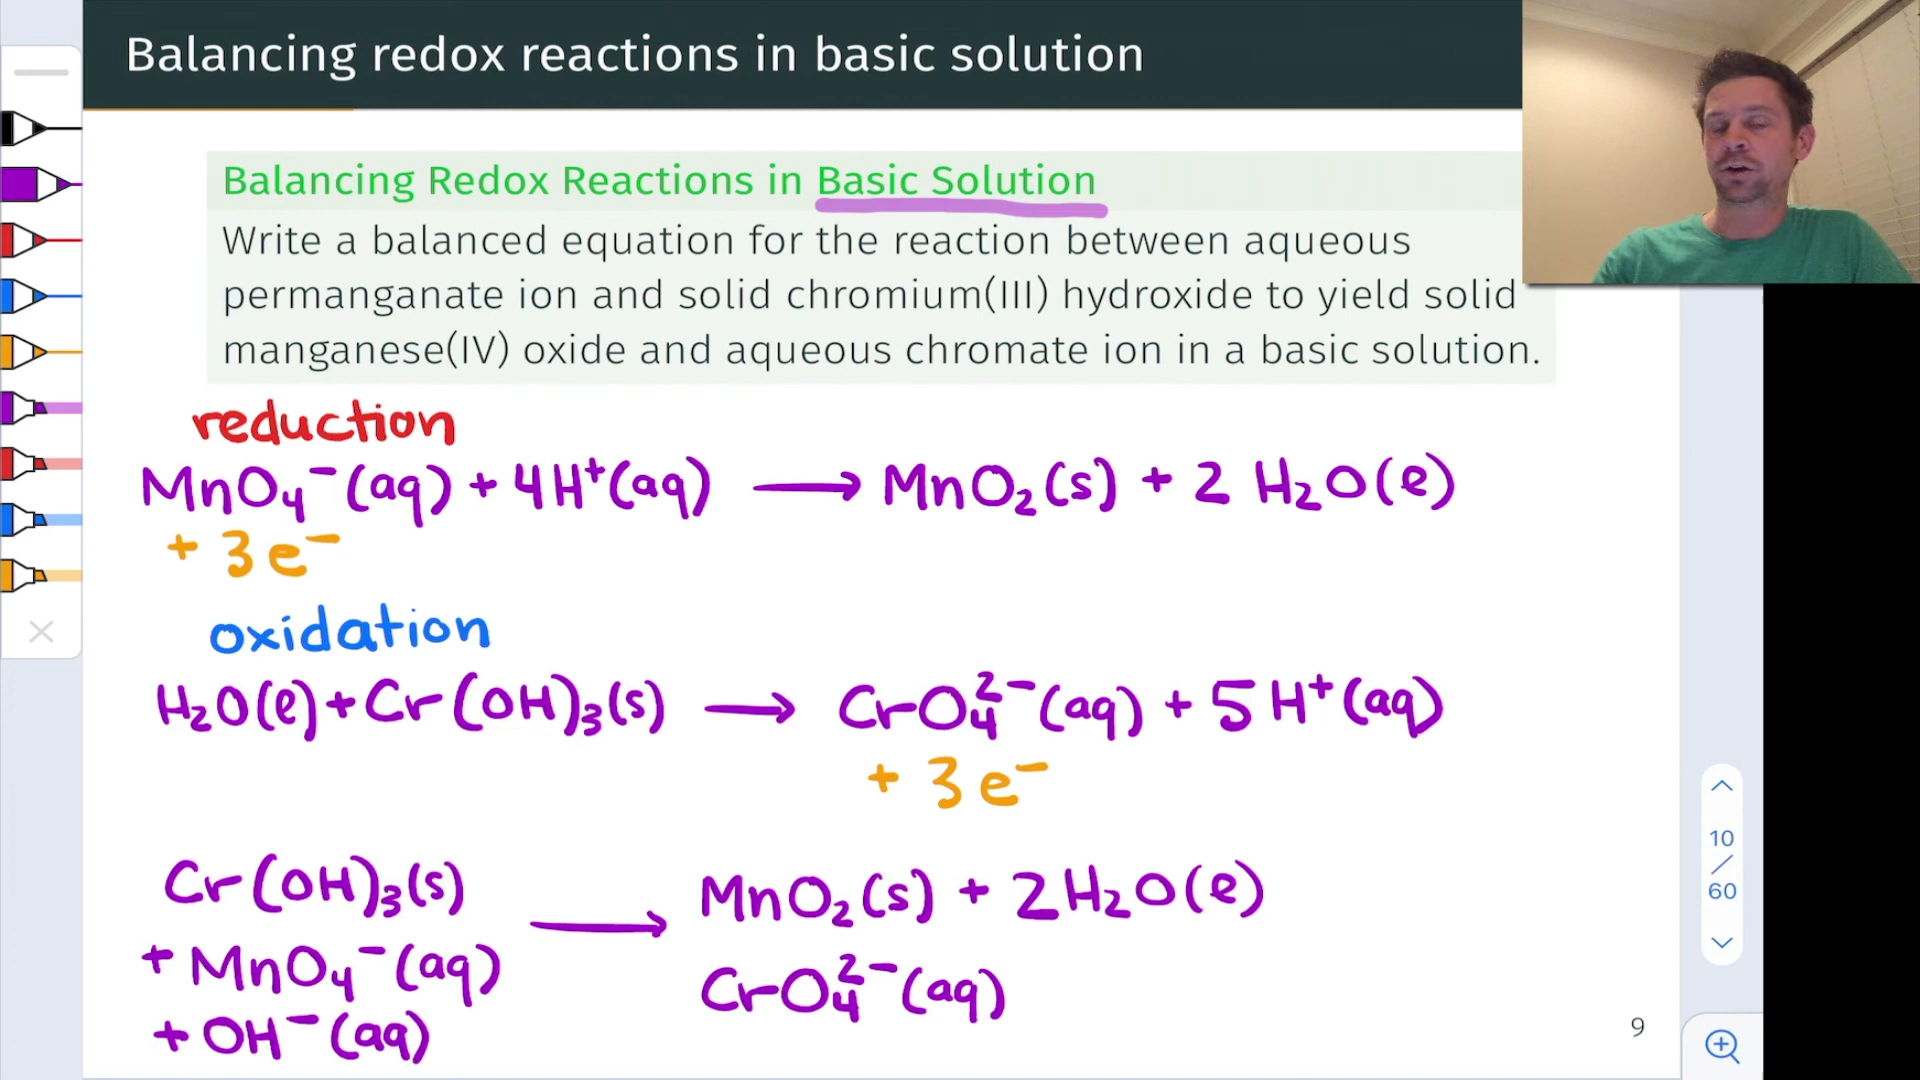 Balancing redox reactions in basic solution
Balancing Redox Reactions in Basic Solution
Write a balanced equation for the reaction between aqueous
permanganate ion and solid chromium(III) hydroxide to yield solid
manganese(IV) oxide and aqueous chromate ion in a basic solution.
reduction
MnO₄⁻(aq) + 4H⁺(aq) ⟶ MnO₂(s) + 2 H₂O(ℓ)
+ 3e⁻
oxidation
H₂O(ℓ) + Cr(OH)₃(s) ⟶ CrO₄²⁻(aq) + 5H⁺(aq)
+ 3e⁻
Cr(OH)₃(s)
+ MnO₄⁻(aq)
+ OH⁻(aq)
⟶
MnO₂(s) + 2H₂O(ℓ)
CrO₄²⁻(aq)
10
/
60
9